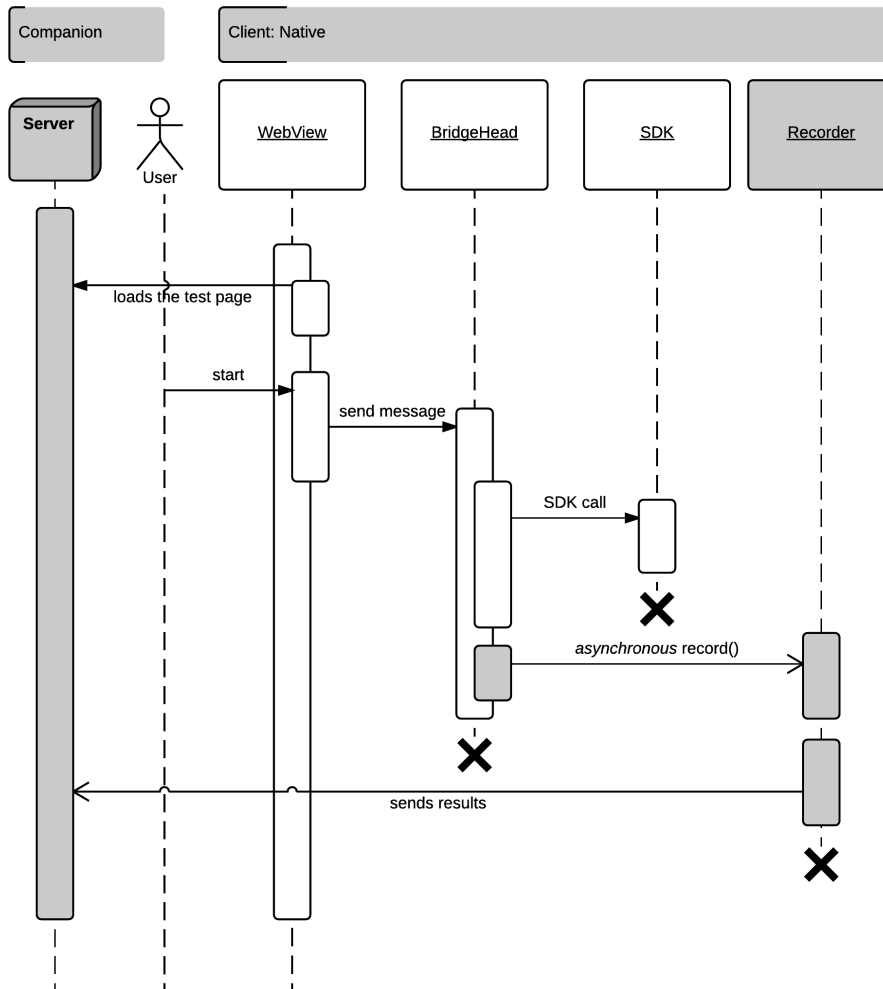 Companion
Client: Native
Server
User
WebView
BridgeHead
SDK
Recorder
loads the test page
start
send message
SDK call
asynchronous record()
sends results